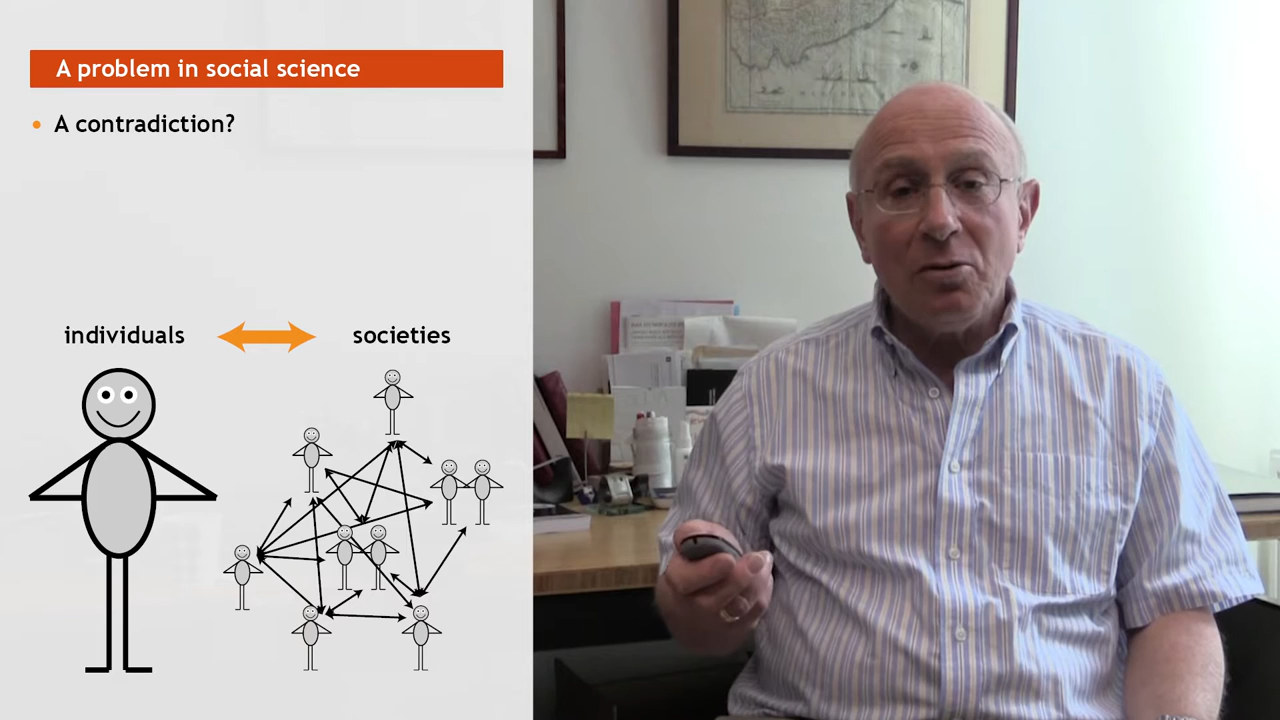 A problem in social science
A contradiction?
individuals
societies